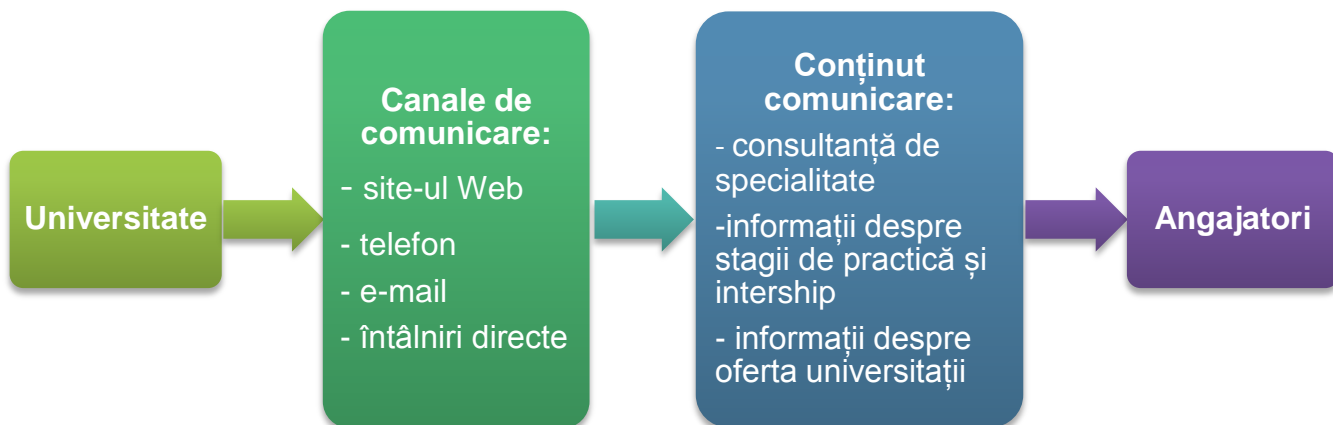 Universitate
Canale de
comunicare:
- site-ul Web
- telefon
- e-mail
- întâlniri directe
Conținut
comunicare:
- consultanță de
specialitate
-informații despre
stagii de practică și
intership
- informații despre
oferta universitații
Angajatori